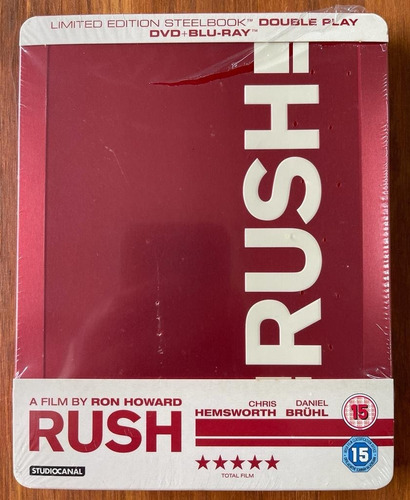 LIMITED EDITION STEELBOOK™ DOUBLE PLAY
DVD+BLU-RAY™
RUSH
A FILM BY RON HOWARD
CHRIS HEMSWORTH
DANIEL BRÜHL
RUSH
15
15
★★★★★
TOTAL FILM
STUDIOCANAL